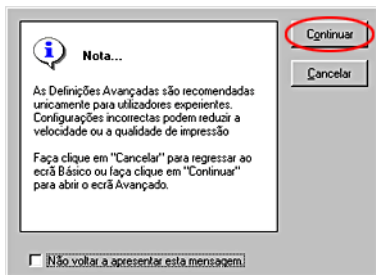 Nota...
Continuar
Cancelar
As Definições Avançadas são recomendadas
unicamente para utilizadores experientes.
Configurações incorrectas podem reduzir a
velocidade ou a qualidade de impressão
Faça clique em "Cancelar" para regressar ao
ecrã Básico ou faça clique em "Continuar"
para abrir o ecrã Avançado.
Não voltar a apresentar esta mensagem.